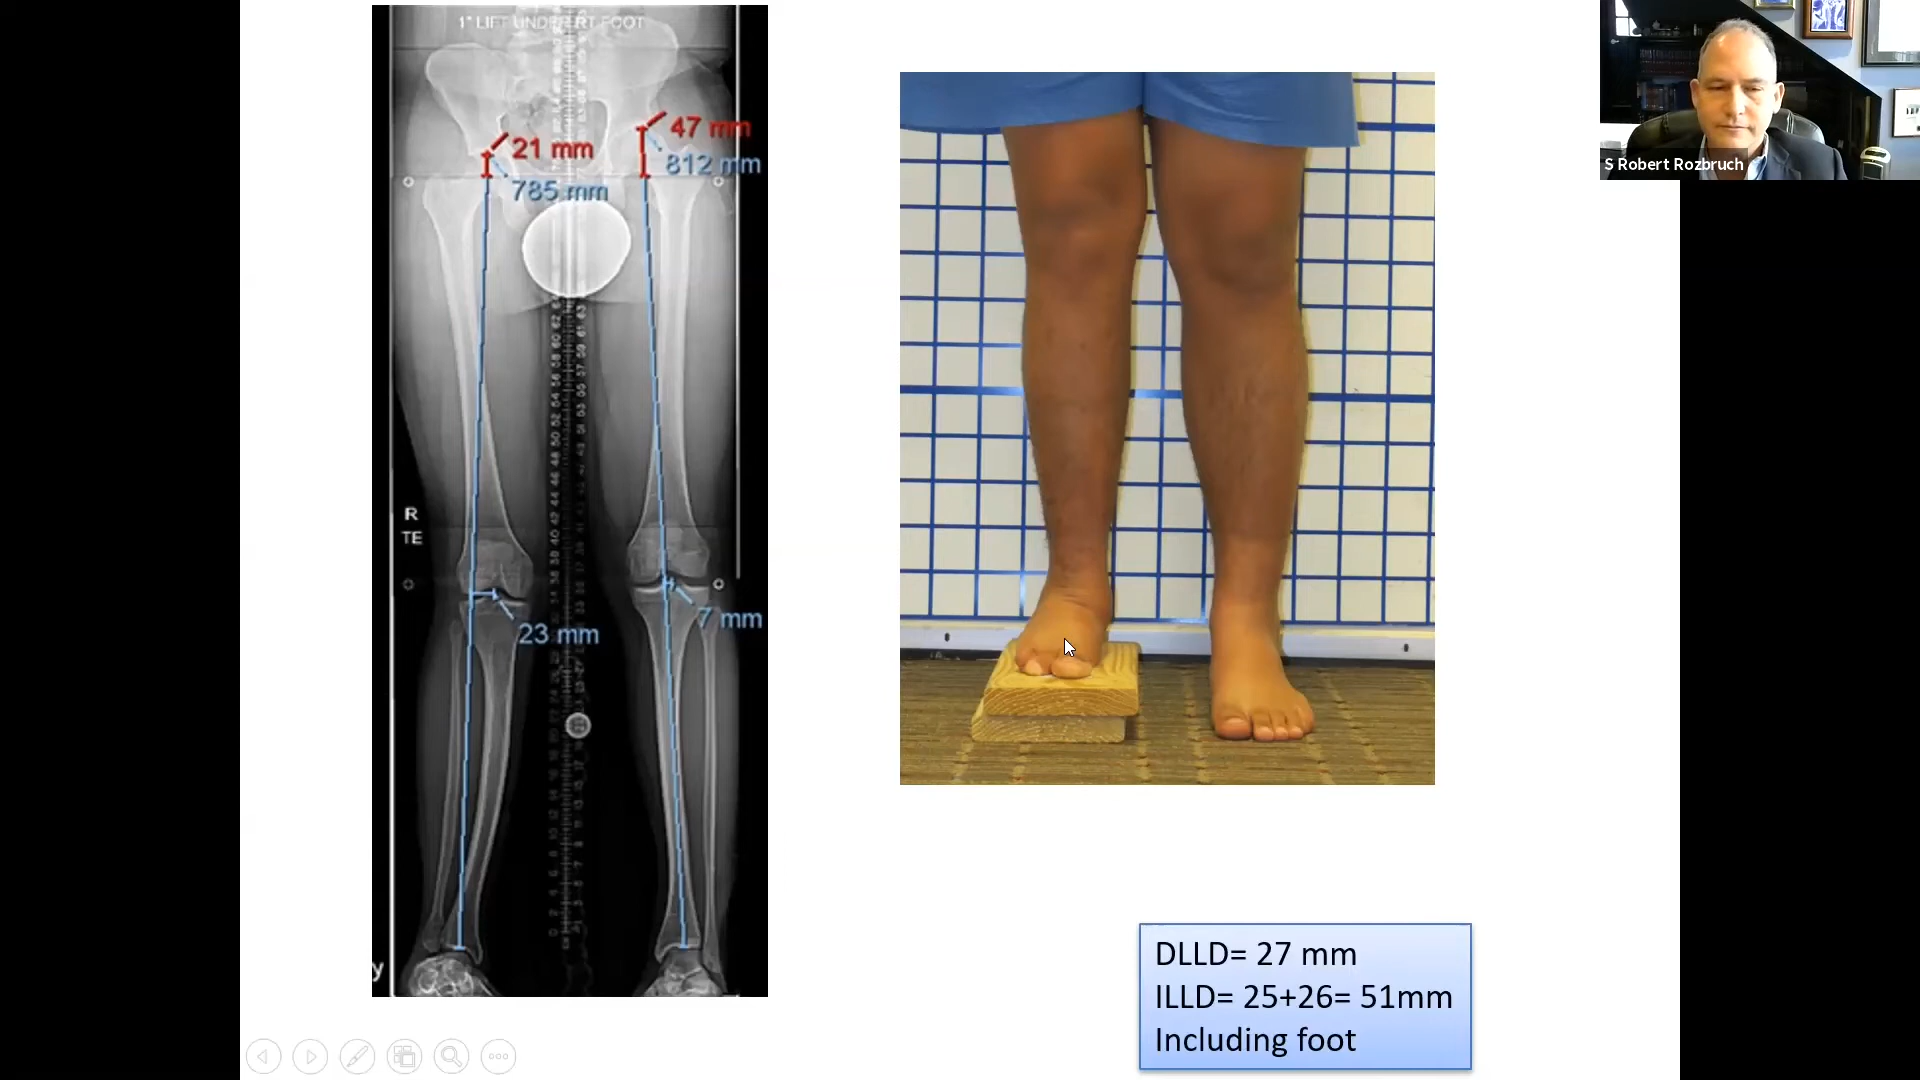 1" LIFT UNDER RT FOOT
47 mm
21 mm
812 mm
785 mm
R
TE
23 mm
7 mm
y
DLLD= 27 mm
ILLD= 25+26= 51mm
Including foot
S Robert Rozbruch